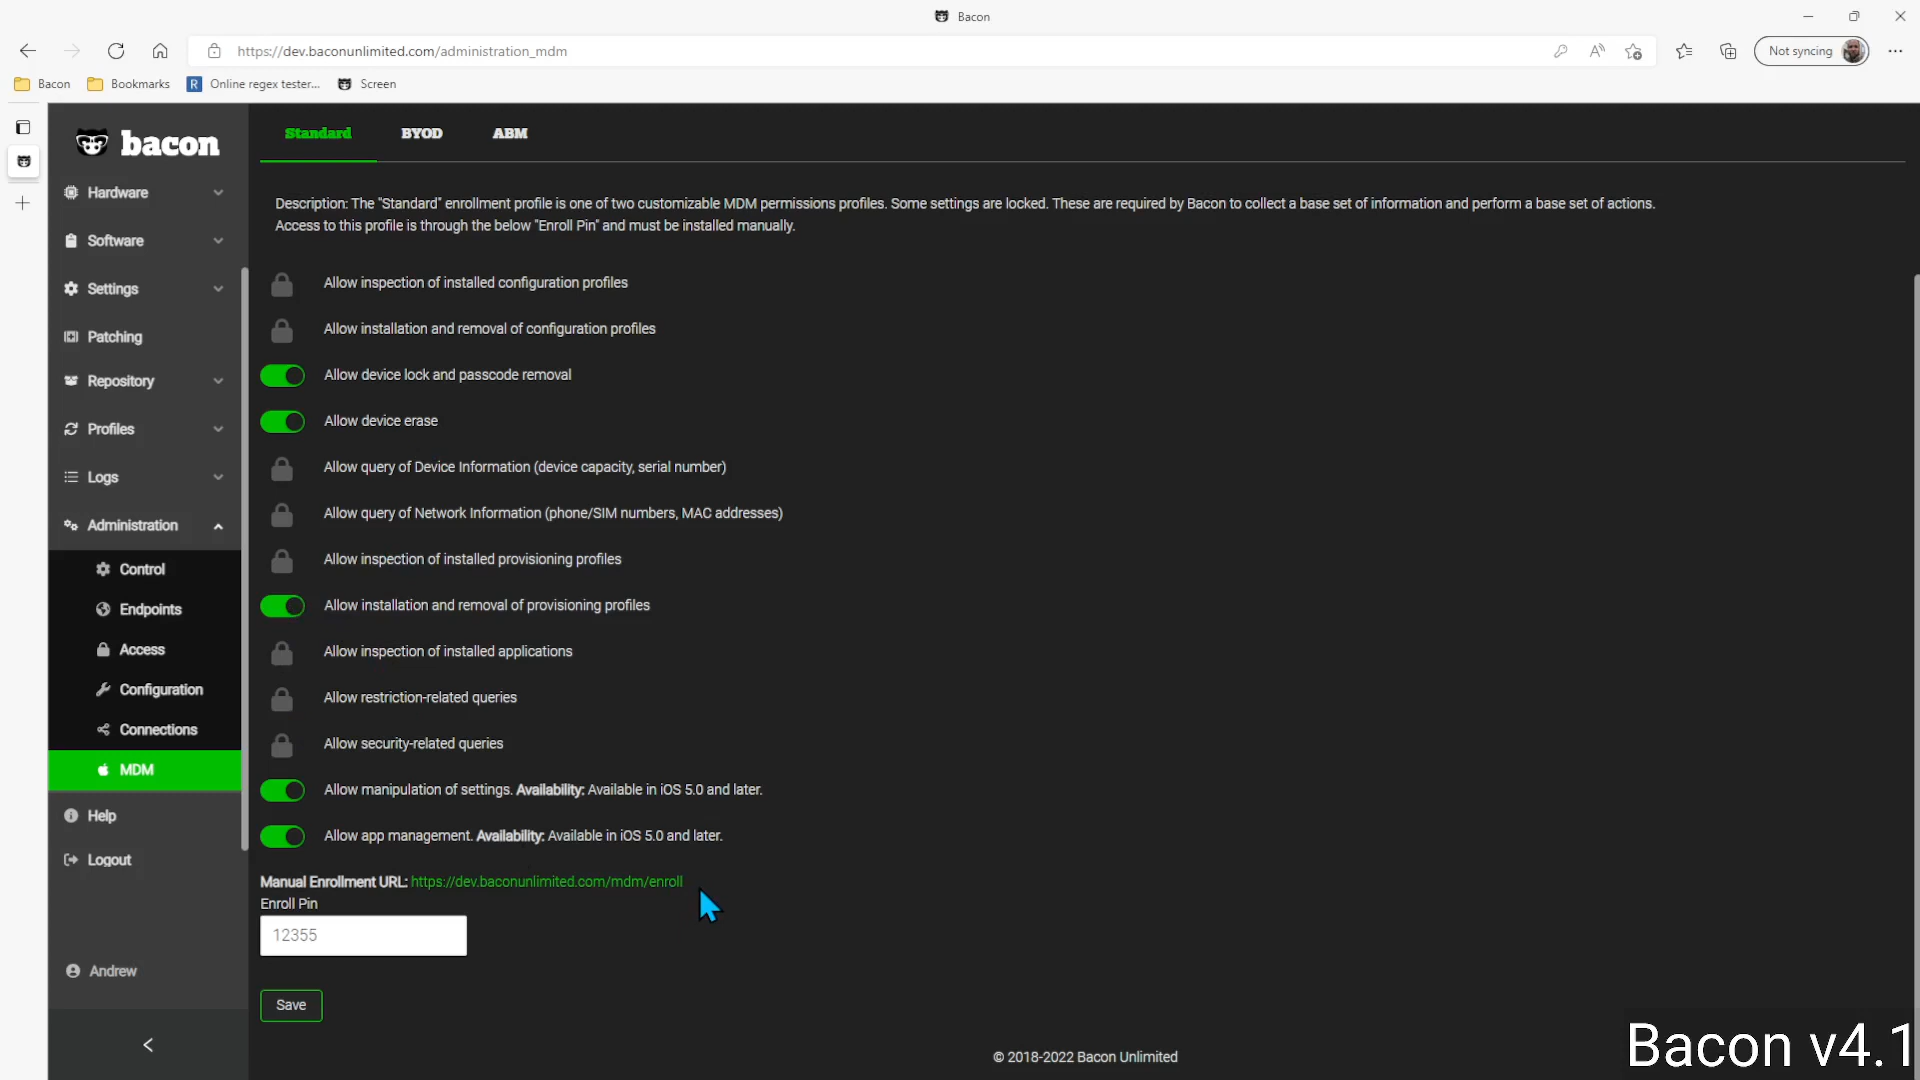 Bacon
https://dev.baconunlimited.com/administration_mdm
Not syncing
Bacon
Bookmarks
R
Online regex tester...
Screen
bacon
Hardware
Software
Settings
Patching
Repository
Profiles
Logs
Administration
Control
Endpoints
Access
Configuration
Connections
MDM
Help
Logout
Andrew
Standard BYOD ABM
Description: The "Standard" enrollment profile is one of two customizable MDM permissions profiles. Some settings are locked. These are required by Bacon to collect a base set of information and perform a base set of actions.
Access to this profile is through the below "Enroll Pin" and must be installed manually.
Allow inspection of installed configuration profiles
Allow installation and removal of configuration profiles
Allow device lock and passcode removal
Allow device erase
Allow query of Device Information (device capacity, serial number)
Allow query of Network Information (phone/SIM numbers, MAC addresses)
Allow inspection of installed provisioning profiles
Allow installation and removal of provisioning profiles
Allow inspection of installed applications
Allow restriction-related queries
Allow security-related queries
Allow manipulation of settings. Availability: Available in iOS 5.0 and later.
Allow app management. Availability: Available in iOS 5.0 and later.
Manual Enrollment URL: https://dev.baconunlimited.com/mdm/enroll
Enroll Pin
12355
Save
© 2018-2022 Bacon Unlimited
Bacon v4.1